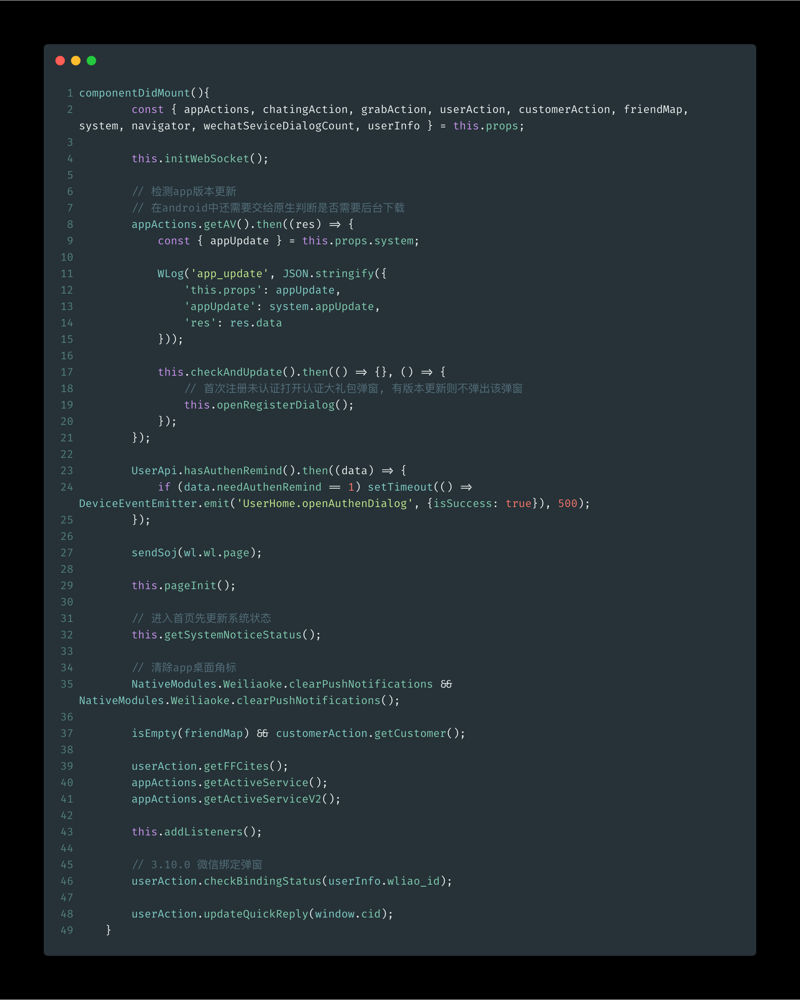 1 componentDidMount(){
2 const { appActions, chatingAction, grabAction, userAction, customerAction, friendMap,
system, navigator, wechatSeviceDialogCount, userInfo } = this.props;
3
4 this.initWebSocket();
5
6 // 检测app版本更新
7 // 在android中还需要交给原生判断是否需要后台下载
8 appActions.getAV().then((res) => {
9 const { appUpdate } = this.props.system;
10
11 WLog('app_update', JSON.stringify({
12 'this.props': appUpdate,
13 'appUpdate': system.appUpdate,
14 'res': res.data
15 }));
16
17 this.checkAndUpdate().then(() => {}, () => {
18 // 首次注册未认证打开认证大礼包弹窗, 有版本更新则不弹出该弹窗
19 this.openRegisterDialog();
20 });
21 });
22
23 UserApi.hasAuthenRemind().then((data) => {
24 if (data.needAuthenRemind == 1) setTimeout(() =>
DeviceEventEmitter.emit('UserHome.openAuthenDialog', {isSuccess: true}), 500);
25 });
26
27 sendSoj(wl.wl.page);
28
29 this.pageInit();
30
31 // 进入首页先更新系统状态
32 this.getSystemNoticeStatus();
33
34 // 清除app桌面角标
35 NativeModules.Weiliaoke.clearPushNotifications &&
NativeModules.Weiliaoke.clearPushNotifications();
36
37 isEmpty(friendMap) && customerAction.getCustomer();
38
39 userAction.getFFCites();
40 appActions.getActiveService();
41 appActions.getActiveServiceV2();
42
43 this.addListeners();
44
45 // 3.10.0 微信绑定弹窗
46 userAction.checkBindingStatus(userInfo.wliao_id);
47
48 userAction.updateQuickReply(window.cid);
49 }